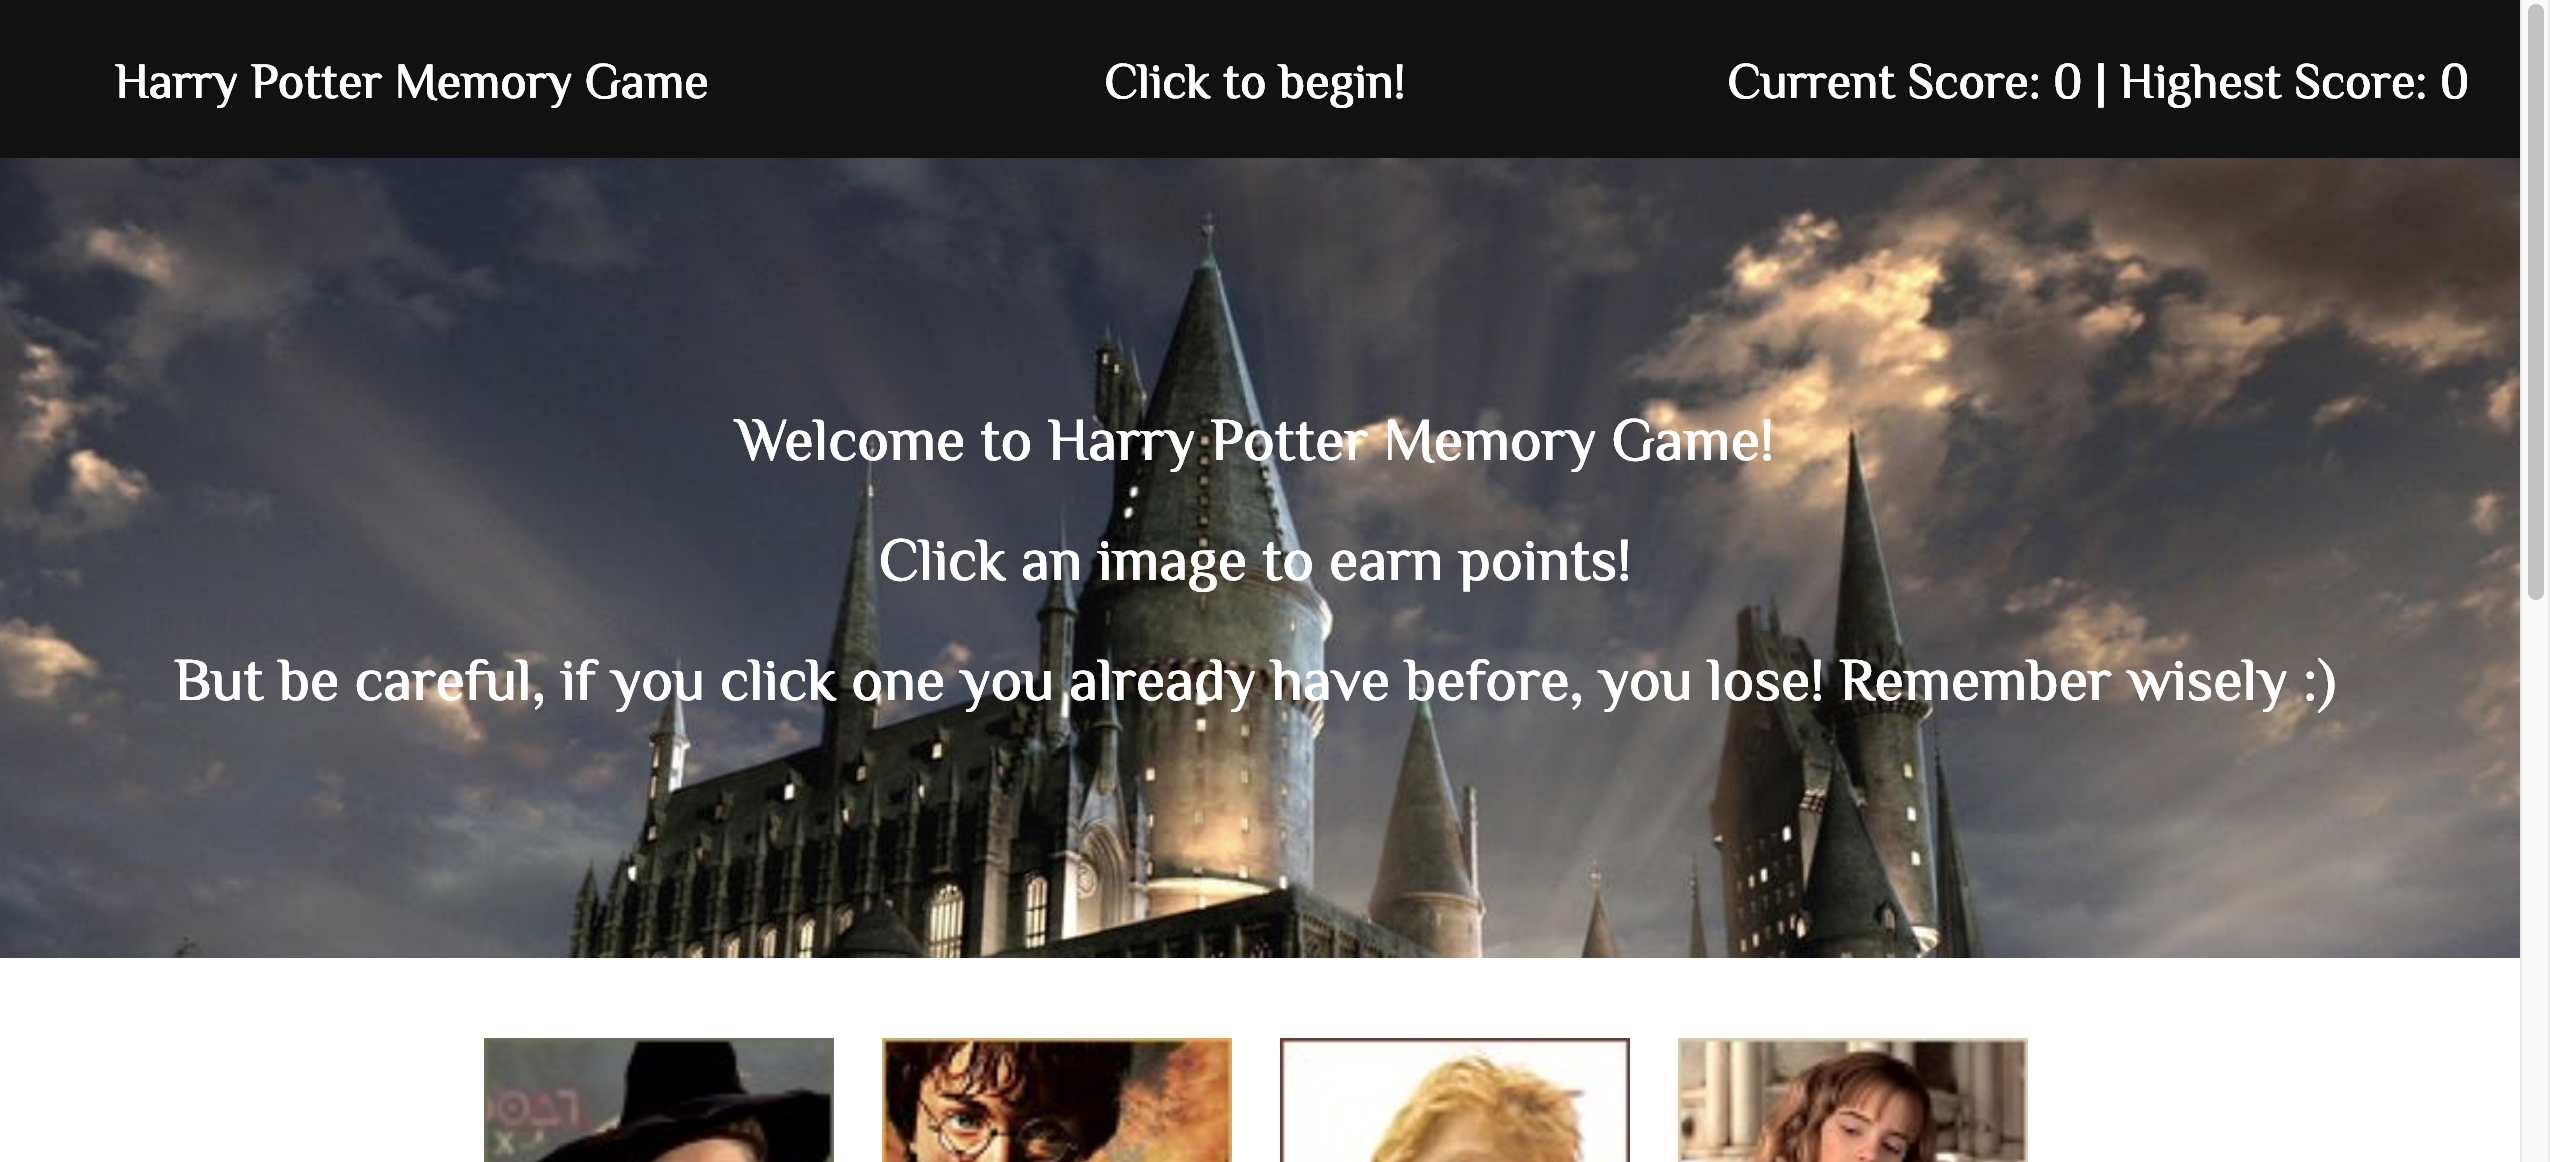 Harry Potter Memory Game
Click to begin!
Current Score: 0 | Highest Score: 0
Welcome to Harry Potter Memory Game!
Click an image to earn points!
But be careful, if you click one you already have before, you lose! Remember wisely :)